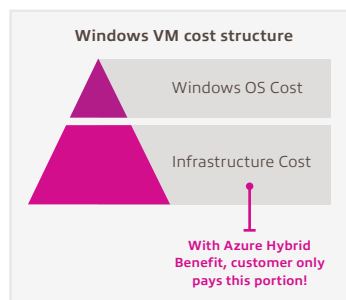 Windows VM cost structure
Windows OS Cost
Infrastructure Cost
With Azure Hybrid
Benefit, customer only
pays this portion!